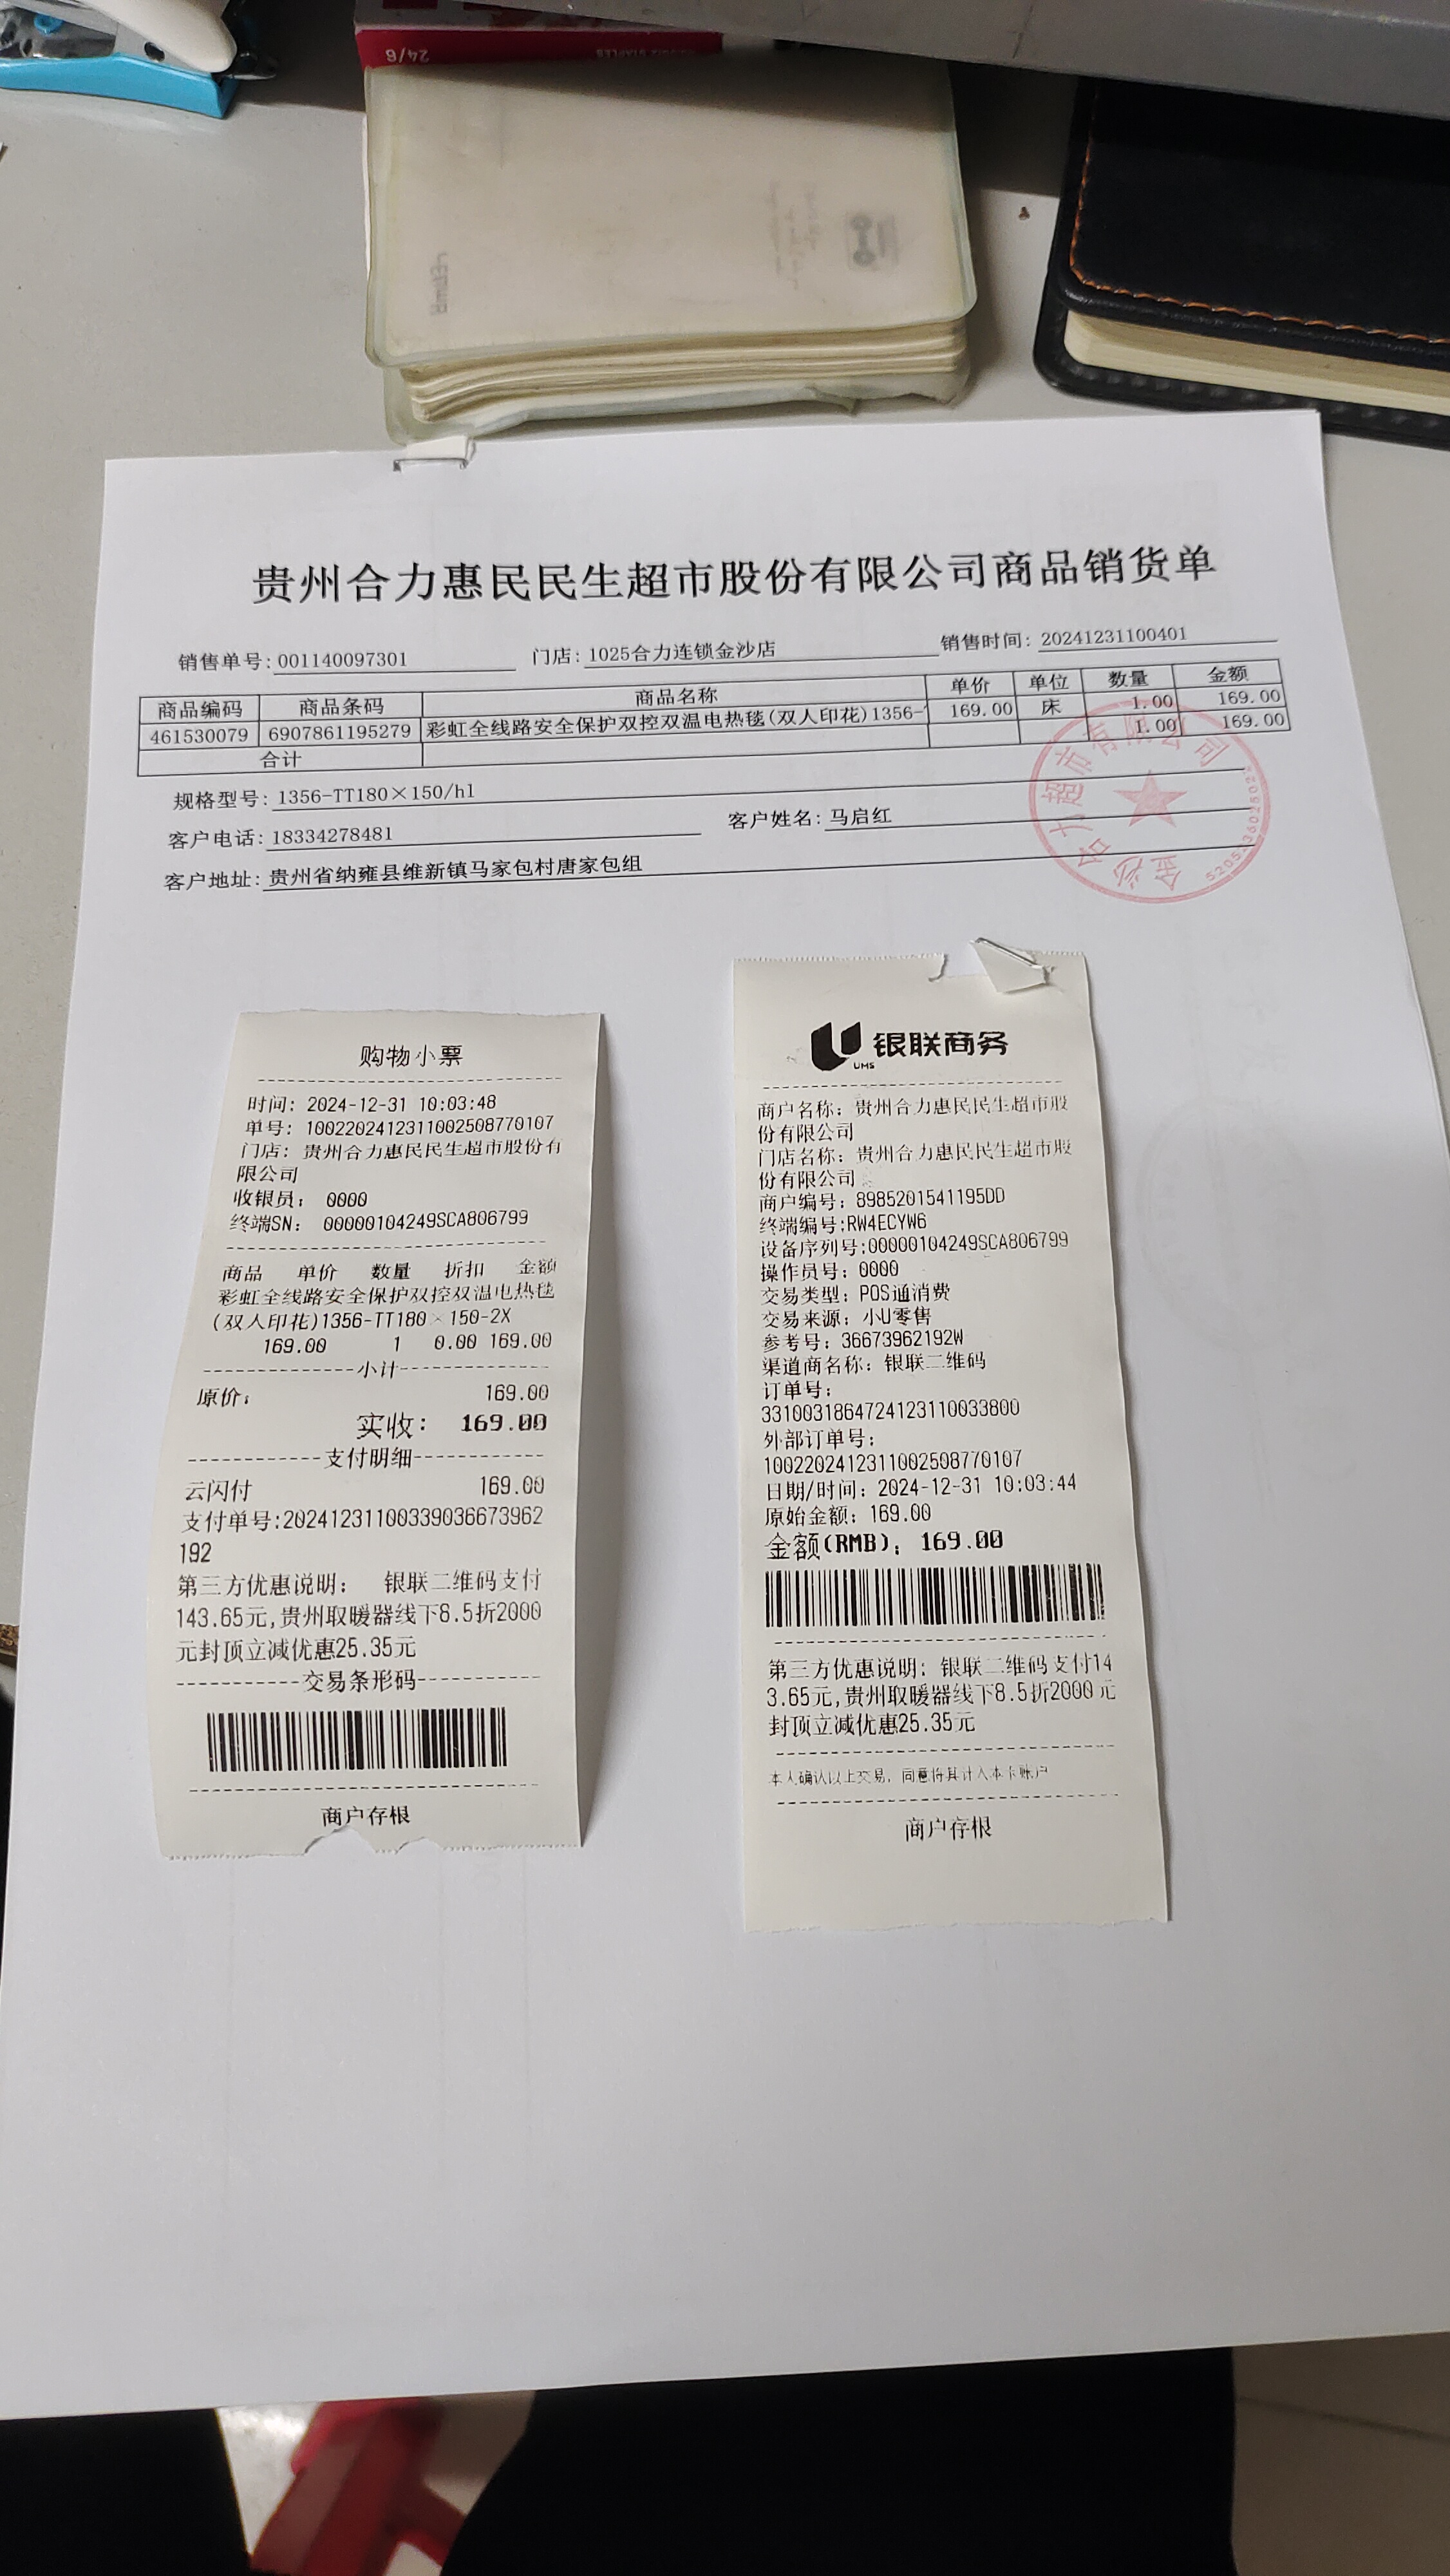 24/6
贵州合力惠民民生超市股份有限公司商品销货单
销售单号: 001140097301 门店: 1025合力连锁金沙店 销售时间: 20241231100401
商品编码 商品条码 商品名称 单价 单位 数量 金额
461530079 6907861195279 彩虹全线路安全保护双控双温电热毯(双人印花)1356- 169.00 床 1.00 169.00
合计 1.00 169.00
规格型号: 1356-TT180×150/h1
客户电话: 18334278481 客户姓名: 马启红
客户地址: 贵州省纳雍县维新镇马家包村唐家包组
金沙合力超市有限公司
购物小票
时间: 2024-12-31 10:03:48
单号: 10022024123110025087​70107
门店: 贵州合力惠民民生超市股份有
限公司
收银员: 0000
终端SN: 00000104249SCA806799
商品 单价 数量 折扣 金额
彩虹全线路安全保护双控双温电热毯
(双人印花)1356-TT180×150-2X
169.00 1 0.00 169.00
小计
原价: 169.00
实收: 169.00
支付明细
云闪付 169.00
支付单号:20241231100339036673962
192
第三方优惠说明: 银联二维码支付
143.65元,贵州取暖器线下8.5折2000
元封顶立减优惠25.35元
交易条形码
商户存根
UMS
银联商务
商户名称: 贵州合力惠民民生超市股
份有限公司
门店名称: 贵州合力惠民民生超市股
份有限公司
商户编号: 8985201541195DD
终端编号:RW4ECYW6
设备序列号:00000104249SCA806799
操作员号: 0000
交易类型: POS通消费
交易来源: 小U零售
参考号: 36673962192W
渠道商名称: 银联二维码
订单号:
33100318647241231​10033800
外部订单号:
1002202412311002508770107
日期/时间: 2024-12-31 10:03:44
原始金额: 169.00
金额(RMB): 169.00
第三方优惠说明: 银联二维码支付14
3.65元,贵州取暖器线下8.5折2000元
封顶立减优惠25.35元
本人确认以上交易, 同意将其计入本卡账户
商户存根